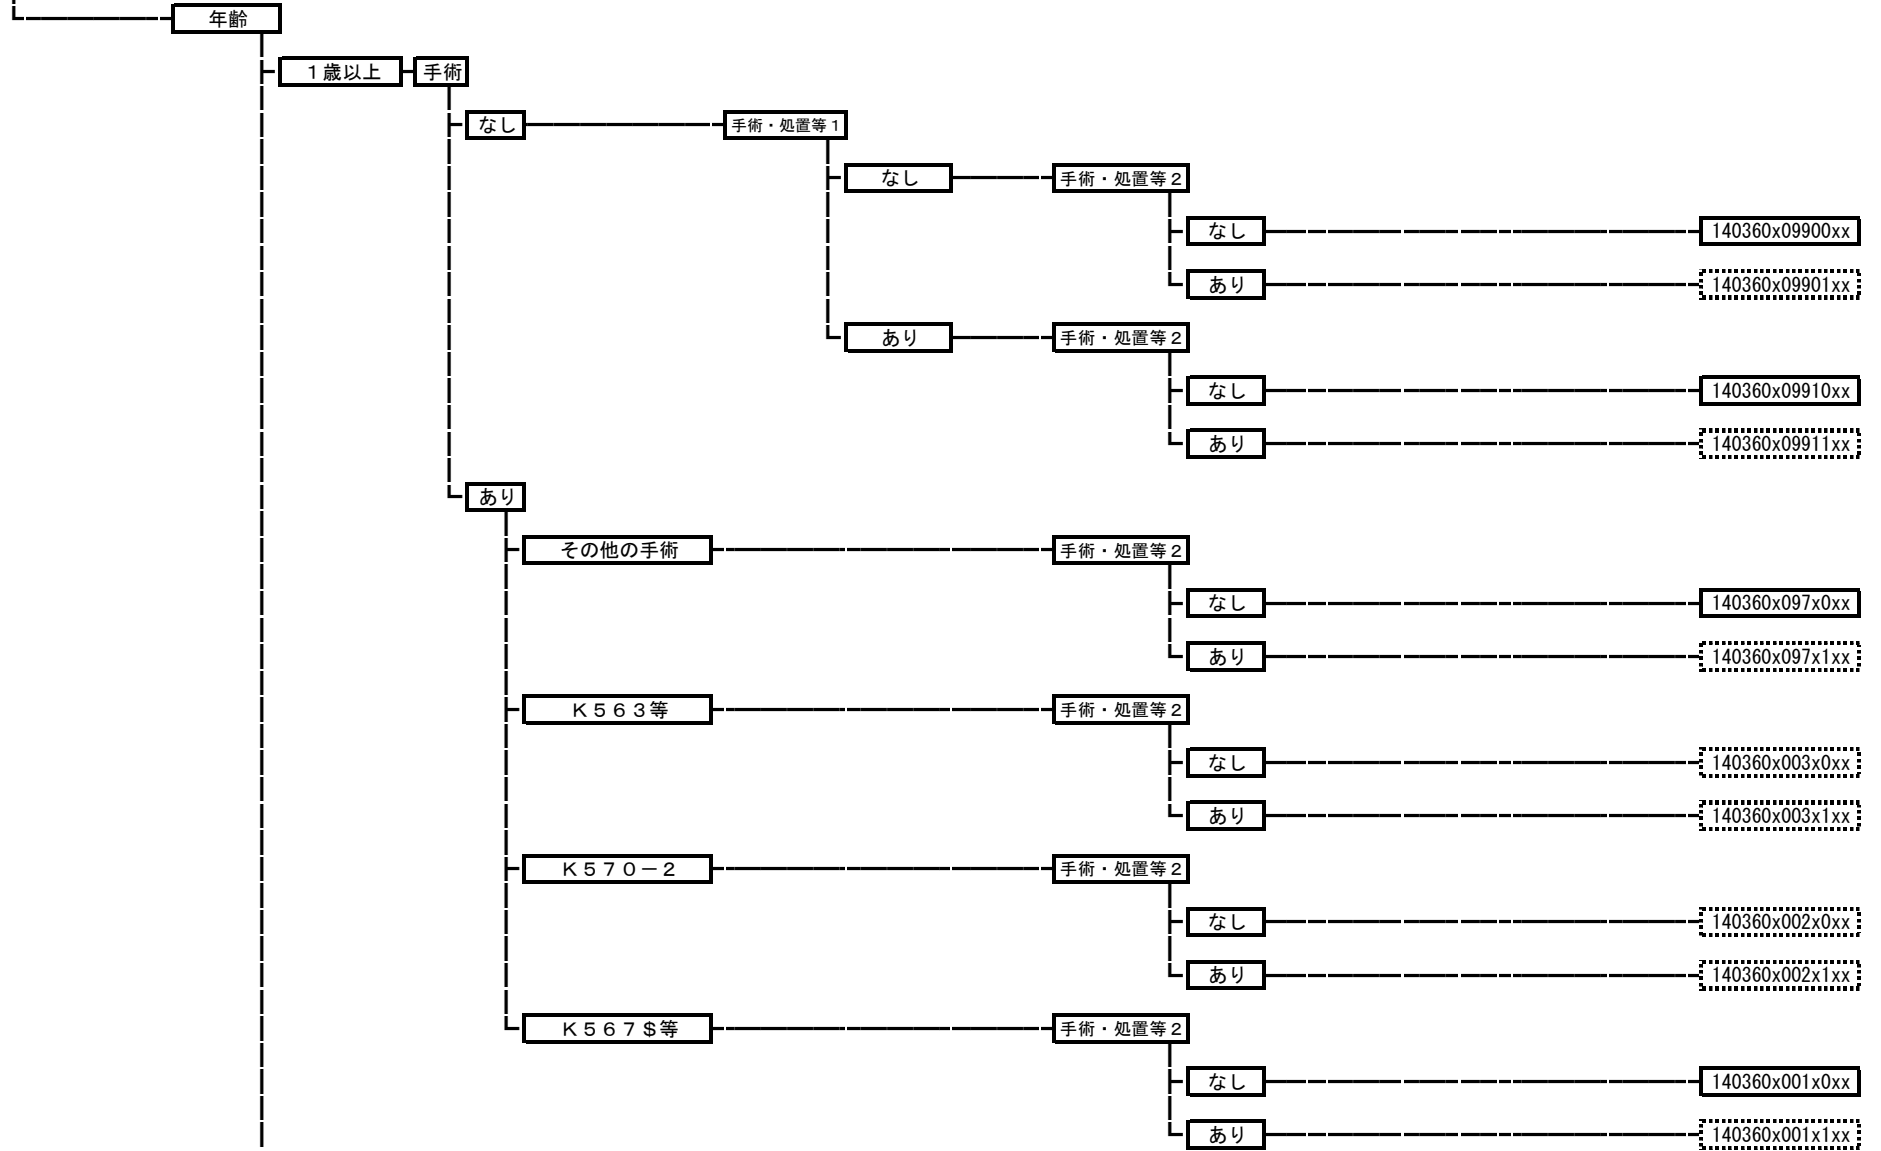 年齢
１歳以上 手術
なし 手術・処置等１
なし 手術・処置等２
なし 140360x09900xx
あり 140360x09901xx
あり 手術・処置等２
なし 140360x09910xx
あり 140360x09911xx
あり
その他の手術 手術・処置等２
なし 140360x097x0xx
あり 140360x097x1xx
Ｋ５６３等 手術・処置等２
なし 140360x003x0xx
あり 140360x003x1xx
Ｋ５７０－２ 手術・処置等２
なし 140360x002x0xx
あり 140360x002x1xx
Ｋ５６７＄等 手術・処置等２
なし 140360x001x0xx
あり 140360x001x1xx